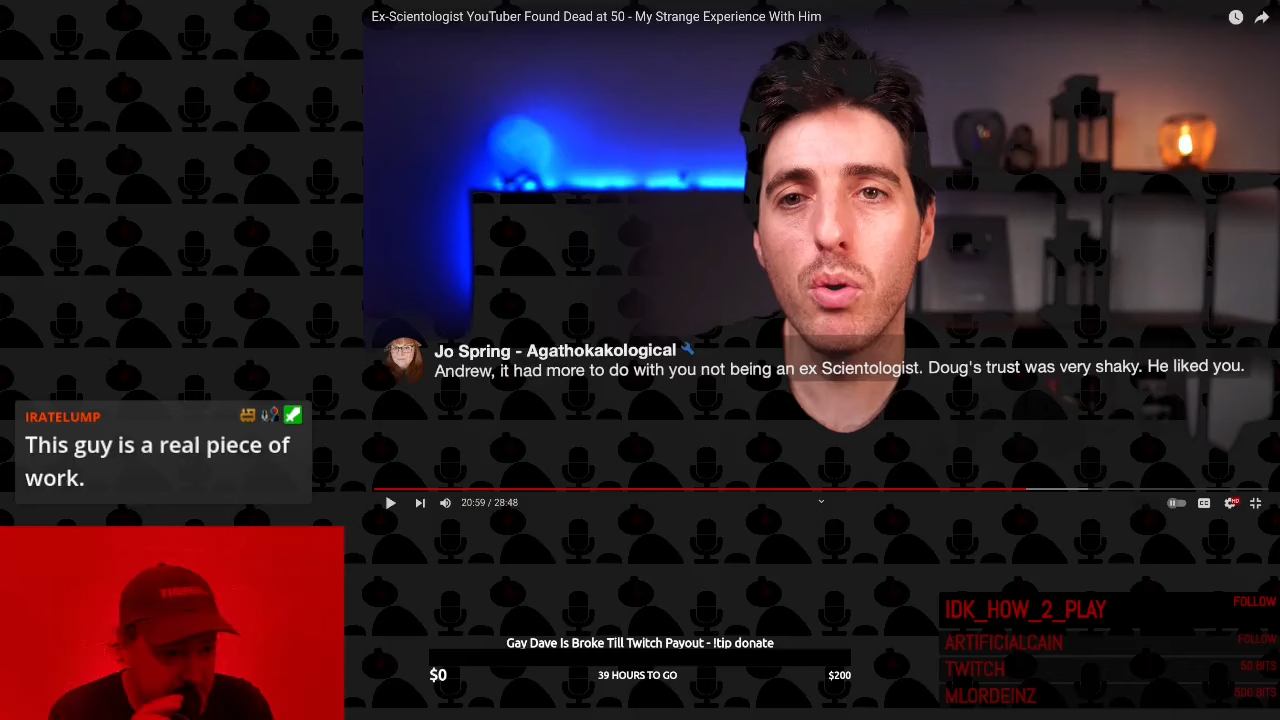 Ex-Scientologist YouTuber Found Dead at 50 - My Strange Experience With Him
Jo Spring - Agathokakological
Andrew, it had more to do with you not being an ex Scientologist. Doug's trust was very shaky. He liked you.
IRATELUMP
This guy is a real piece of
work.
20:59 / 28:48
CC
HD
Gay Dave Is Broke Till Twitch Payout - !tip donate
$0
39 HOURS TO GO
$200
IDK_HOW_2_PLAY
FOLLOW
ARTIFICIALCAIN
FOLLOW
TWITCH
50 BITS
MLORDEINZ
500 BITS